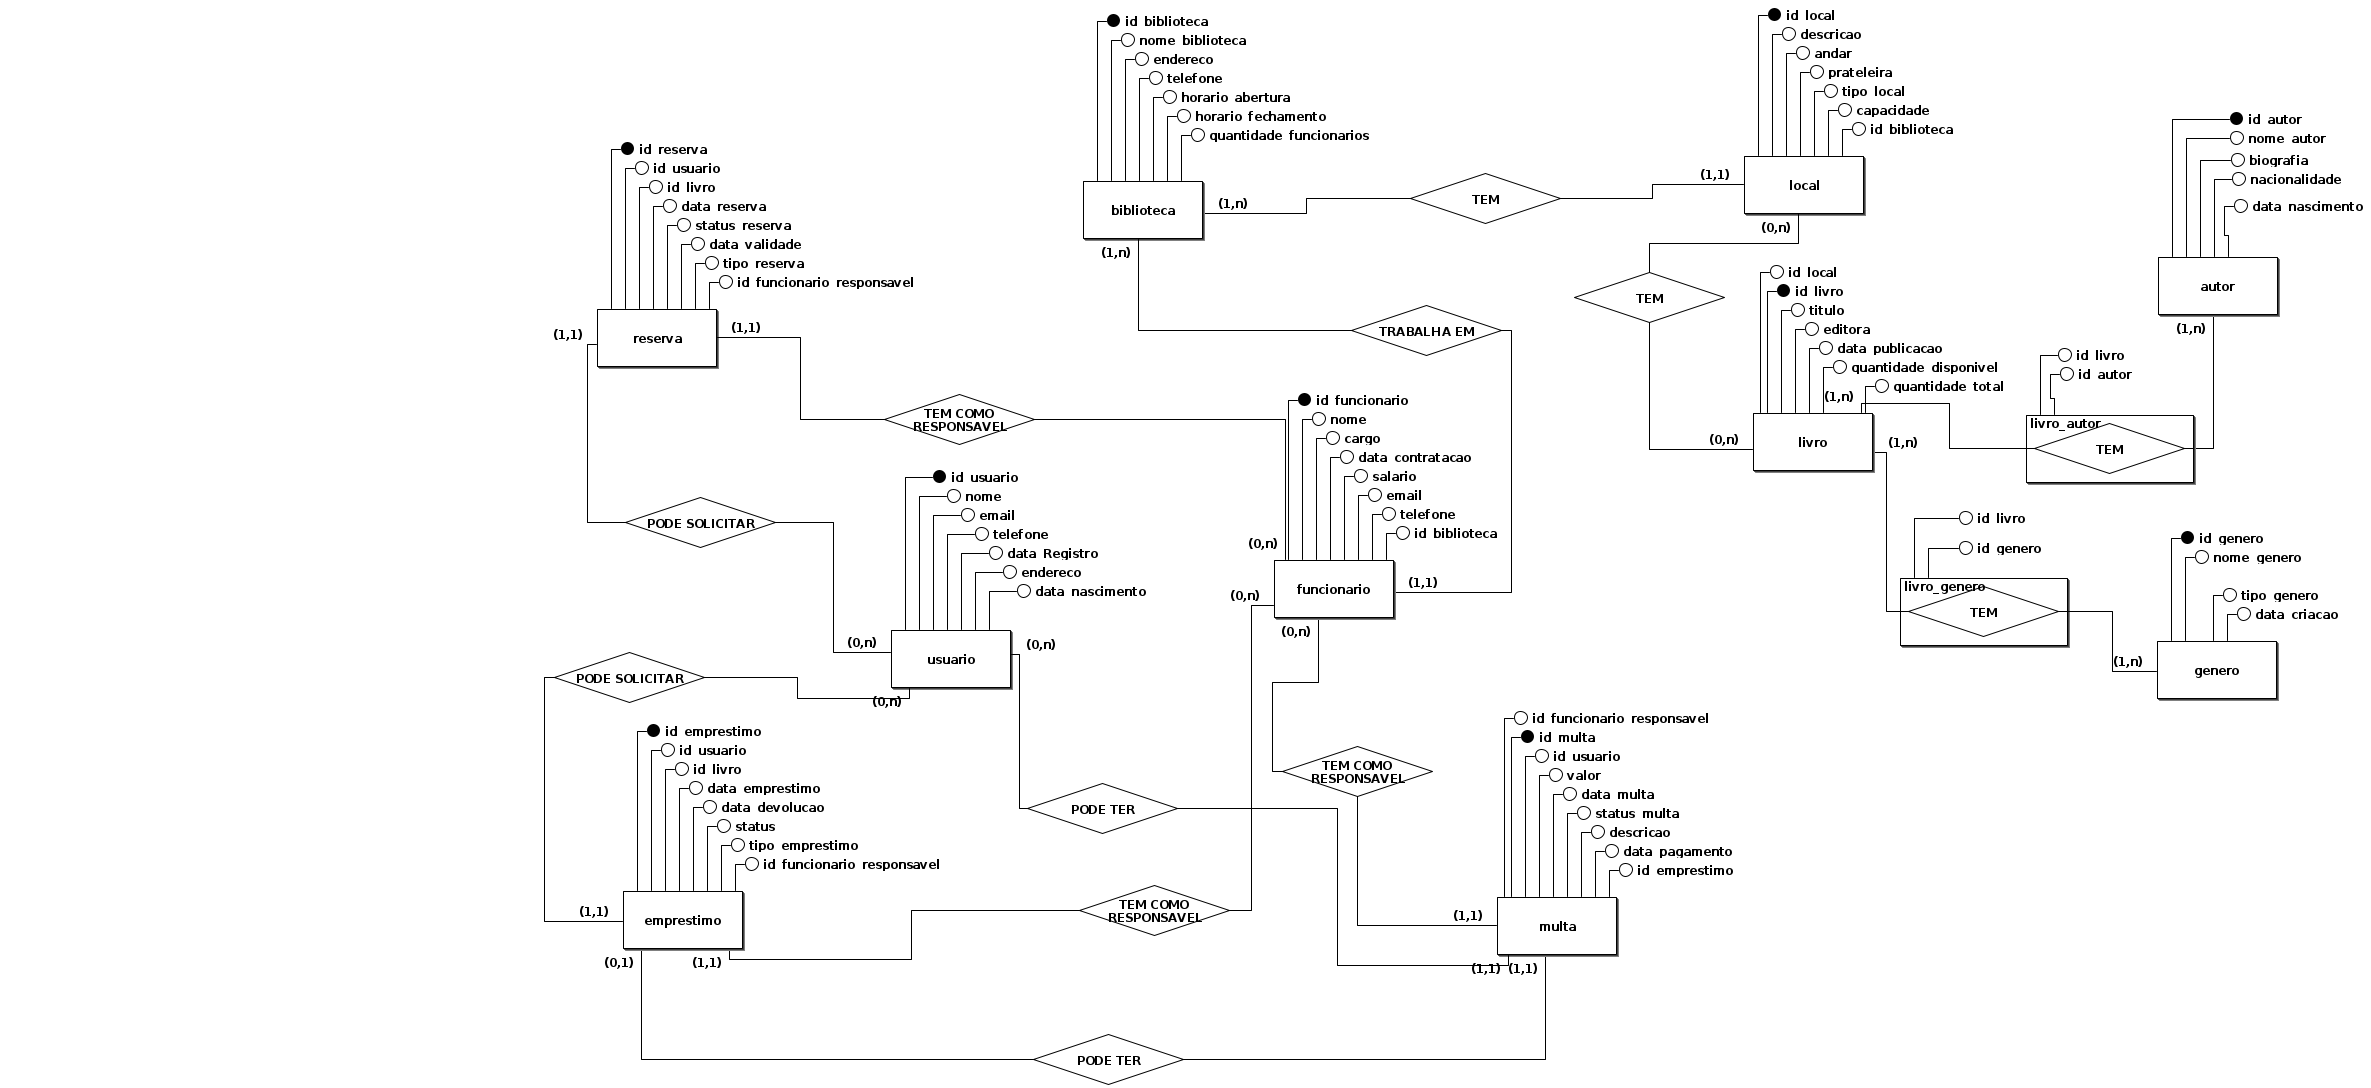 id biblioteca
nome biblioteca
endereco
telefone
horario abertura
horario fechamento
quantidade funcionarios
biblioteca
(1,n)
(1,n)
TEM
id local
descricao
andar
prateleira
tipo local
capacidade
id biblioteca
(1,1)
local
(0,n)
TEM
id autor
nome autor
biografia
nacionalidade
data nascimento
autor
(1,n)
id reserva
id usuario
id livro
data reserva
status reserva
data validade
tipo reserva
id funcionario responsavel
(1,1)
reserva
(1,1)
TRABALHA EM
id local
id livro
titulo
editora
data publicacao
quantidade disponivel
quantidade total
(1,n)
(0,n)
livro
(1,n)
id livro
id autor
livro_autor
TEM
TEM COMO
RESPONSAVEL
id funcionario
nome
cargo
data contratacao
salario
email
telefone
id biblioteca
(0,n)
funcionario
(1,1)
(0,n)
(0,n)
PODE SOLICITAR
id usuario
nome
email
telefone
data Registro
endereco
data nascimento
(0,n)
usuario
(0,n)
(0,n)
id livro
id genero
livro_genero
TEM
id genero
nome genero
tipo genero
data criacao
(1,n)
genero
PODE SOLICITAR
id emprestimo
id usuario
id livro
data emprestimo
data devolucao
status
tipo emprestimo
id funcionario responsavel
(1,1)
emprestimo
(0,1)
(1,1)
PODE TER
TEM COMO
RESPONSAVEL
TEM COMO
RESPONSAVEL
id funcionario responsavel
id multa
id usuario
valor
data multa
status multa
descricao
data pagamento
id emprestimo
(1,1)
multa
(1,1)
(1,1)
PODE TER